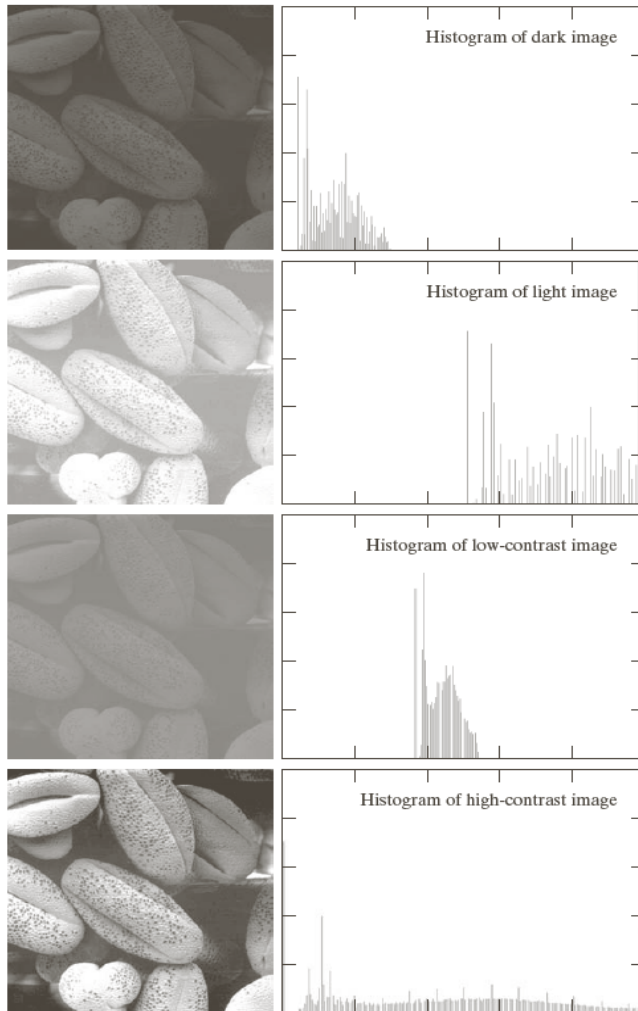 Histogram of dark image
Histogram of light image
Histogram of low-contrast image
Histogram of high-contrast image